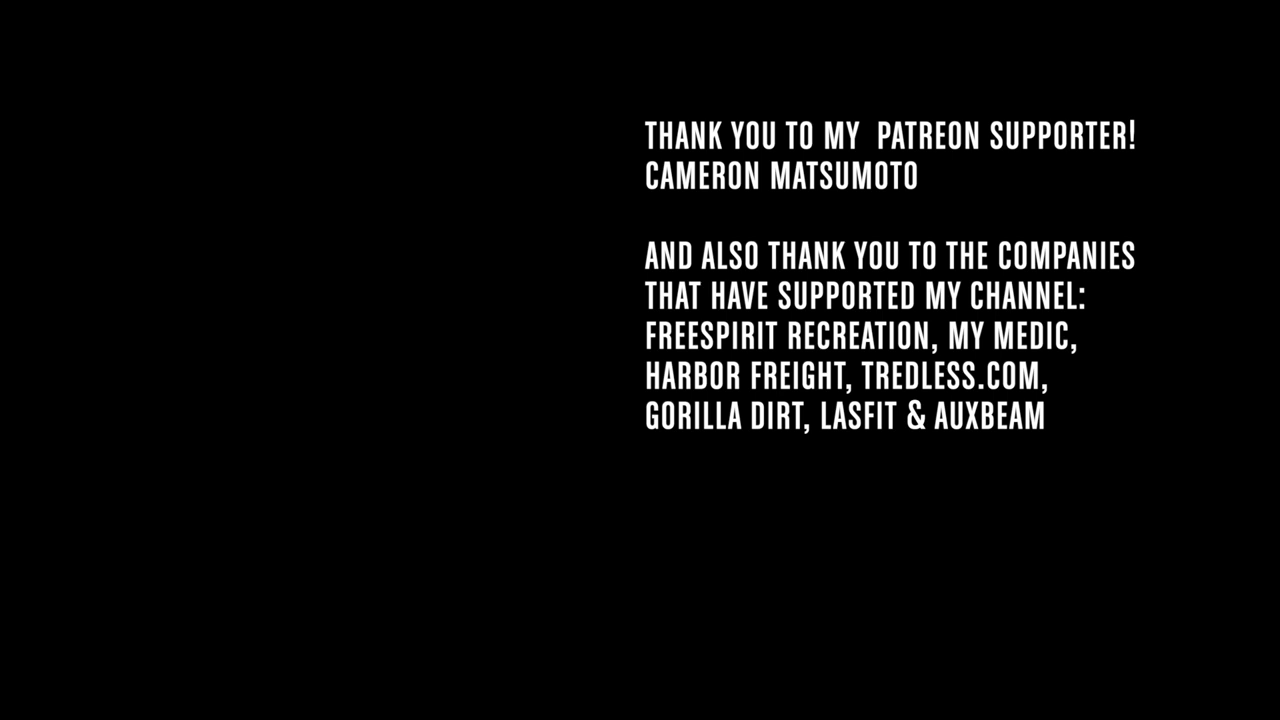 THANK YOU TO MY  PATREON SUPPORTER!
CAMERON MATSUMOTO
AND ALSO THANK YOU TO THE COMPANIES
THAT HAVE SUPPORTED MY CHANNEL:
FREESPIRIT RECREATION, MY MEDIC,
HARBOR FREIGHT, TREDLESS.COM,
GORILLA DIRT, LASFIT & AUXBEAM